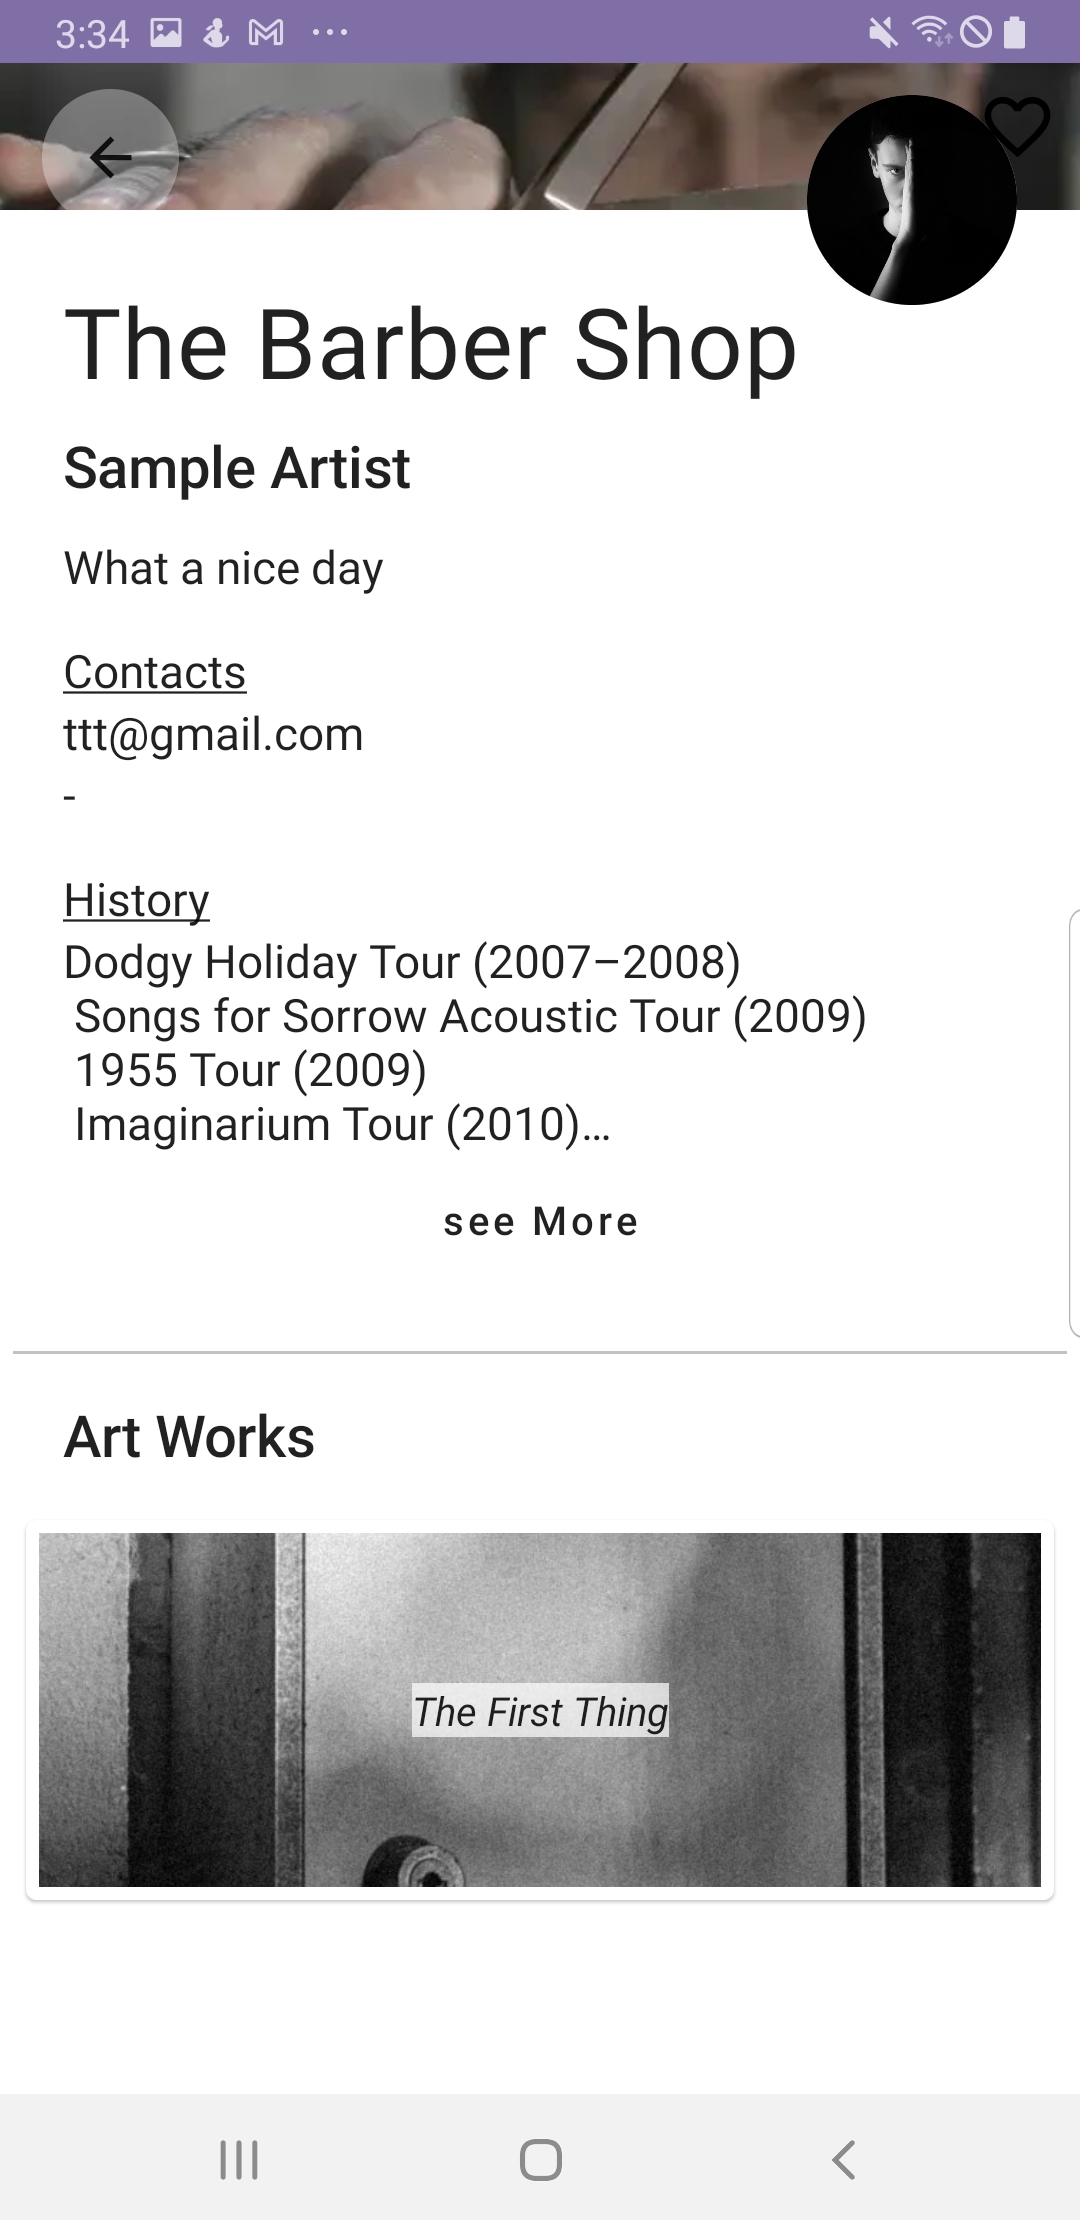 3:34
The Barber Shop
Sample Artist
What a nice day
Contacts
ttt@gmail.com
-
History
Dodgy Holiday Tour (2007–2008)
Songs for Sorrow Acoustic Tour (2009)
1955 Tour (2009)
Imaginarium Tour (2010)...
see More
Art Works
The First Thing